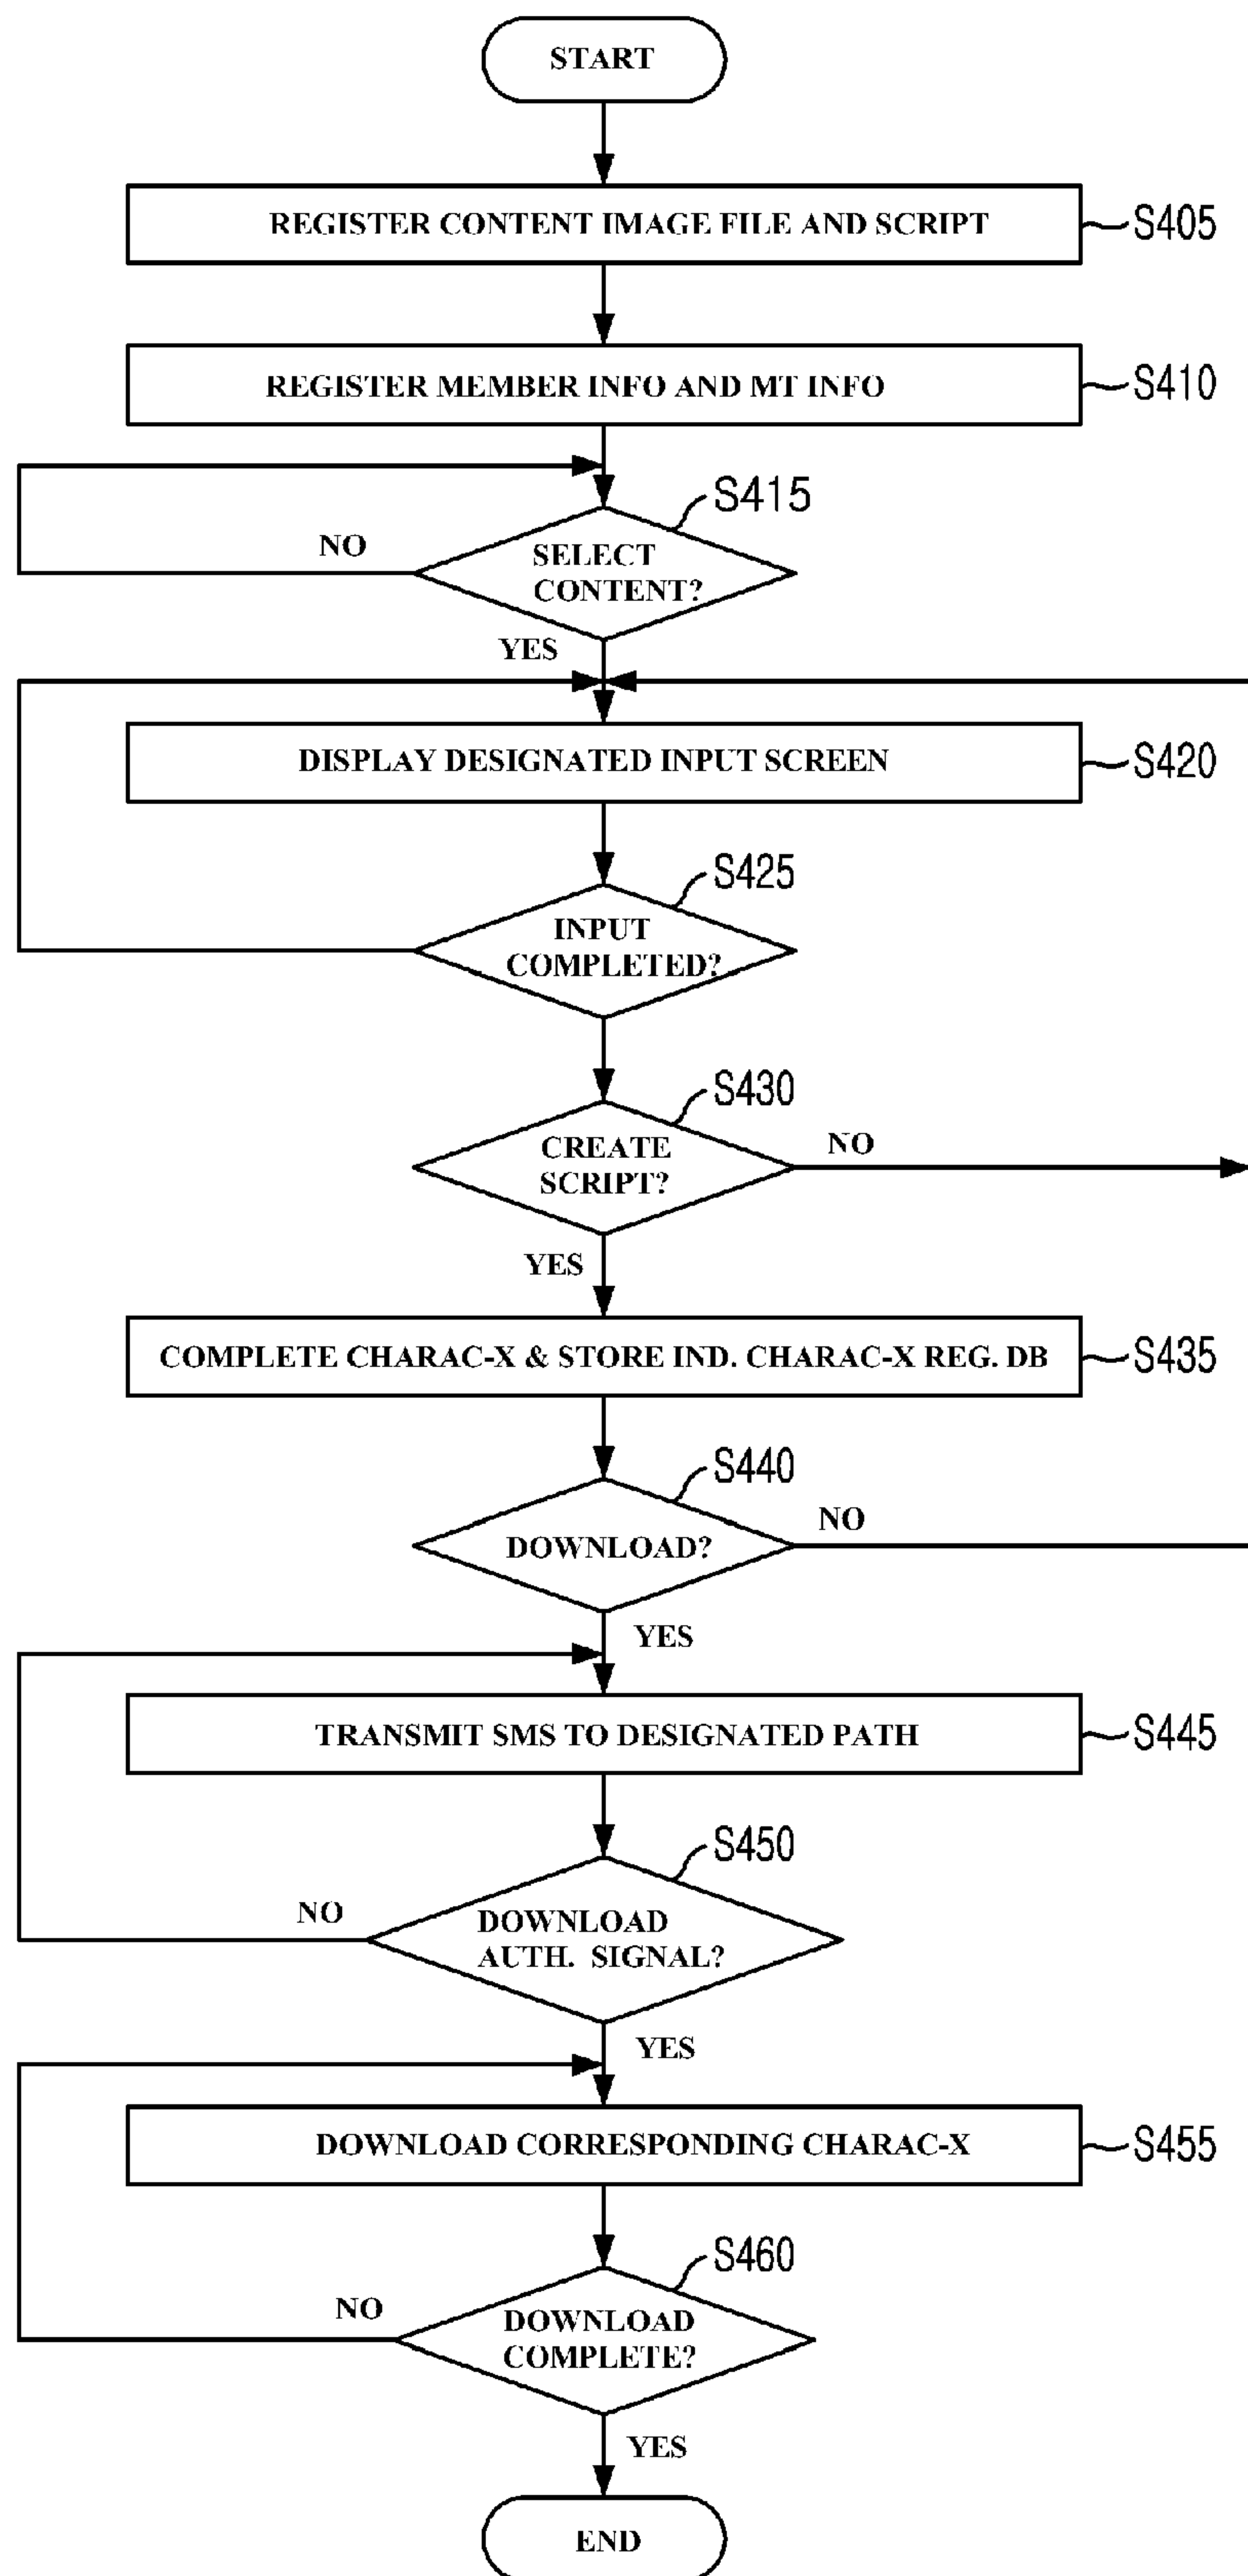 START
REGISTER CONTENT IMAGE FILE AND SCRIPT
S405
REGISTER MEMBER INFO AND MT INFO
S410
S415
NO
SELECT
CONTENT?
YES
DISPLAY DESIGNATED INPUT SCREEN
S420
S425
INPUT
COMPLETED?
S430
CREATE
SCRIPT?
NO
YES
COMPLETE CHARAC-X & STORE IND. CHARAC-X REG. DB
S435
S440
DOWNLOAD?
NO
YES
TRANSMIT SMS TO DESIGNATED PATH
S445
S450
NO
DOWNLOAD
AUTH. SIGNAL?
YES
DOWNLOAD CORRESPONDING CHARAC-X
S455
S460
NO
DOWNLOAD
COMPLETE?
YES
END